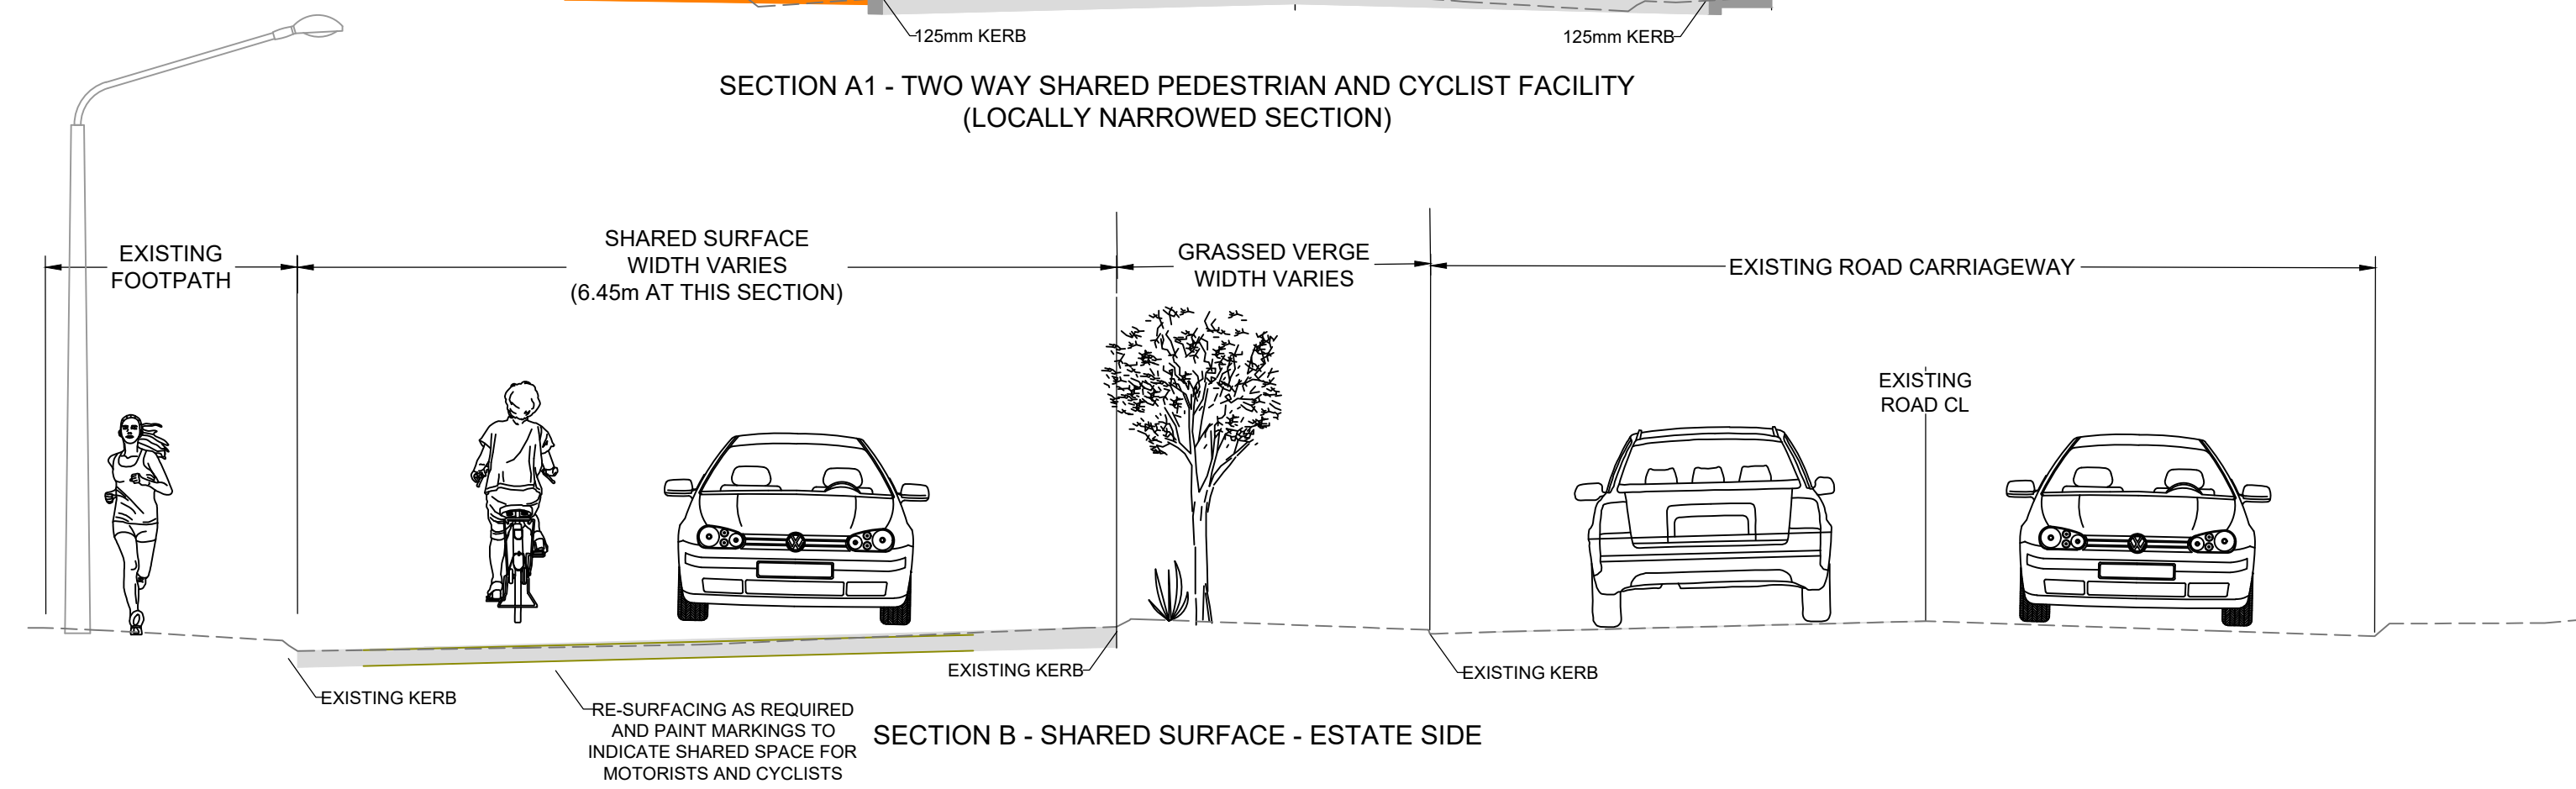 125mm KERB
125mm KERB
SECTION A1 - TWO WAY SHARED PEDESTRIAN AND CYCLIST FACILITY
(LOCALLY NARROWED SECTION)
EXISTING
FOOTPATH
SHARED SURFACE
WIDTH VARIES
(6.45m AT THIS SECTION)
GRASSED VERGE
WIDTH VARIES
EXISTING ROAD CARRIAGEWAY
EXISTING
ROAD CL
EXISTING KERB
EXISTING KERB
EXISTING KERB
RE-SURFACING AS REQUIRED
AND PAINT MARKINGS TO
INDICATE SHARED SPACE FOR
MOTORISTS AND CYCLISTS
SECTION B - SHARED SURFACE - ESTATE SIDE